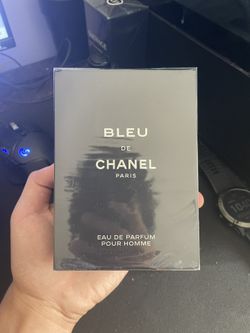 BLEU
DE
CHANEL
PARIS
EAU DE PARFUM
POUR HOMME